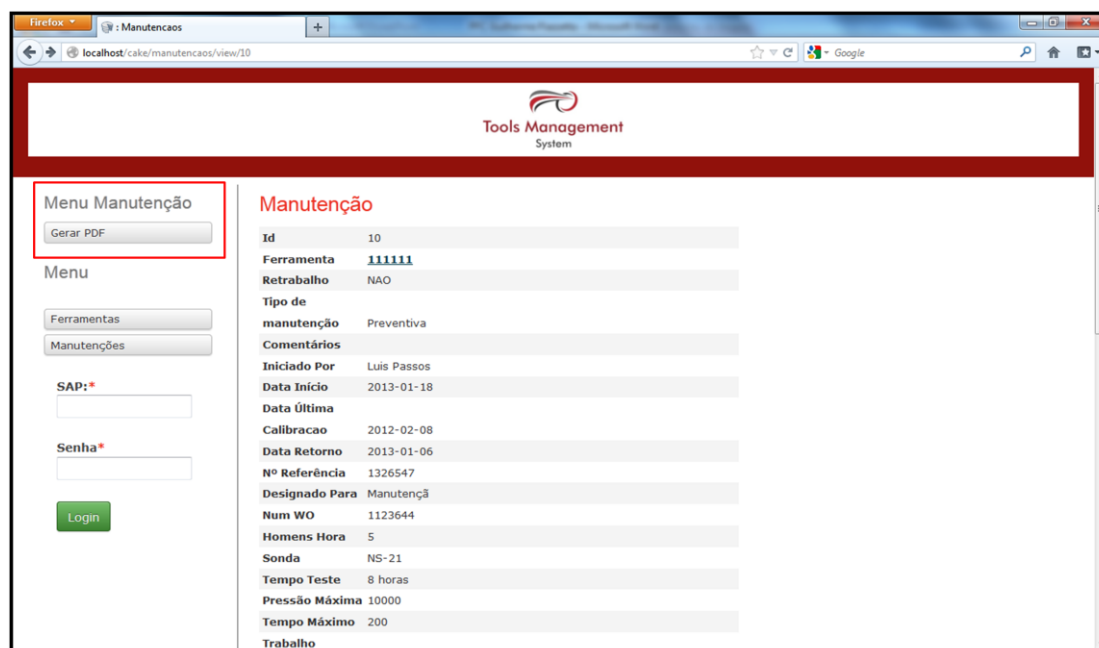 Firefox
: Manutencaos
+
localhost/cake/manutencaos/view/10
Google
Tools Management
System
Menu Manutenção
Gerar PDF
Menu
Ferramentas
Manutenções
SAP:*
Senha*
Login
Manutenção
Id 10
Ferramenta 111111
Retrabalho NAO
Tipo de
manutenção Preventiva
Comentários
Iniciado Por Luis Passos
Data Início 2013-01-18
Data Última
Calibracao 2012-02-08
Data Retorno 2013-01-06
Nº Referência 1326547
Designado Para Manutençã
Num WO 1123644
Homens Hora 5
Sonda NS-21
Tempo Teste 8 horas
Pressão Máxima 10000
Tempo Máximo 200
Trabalho